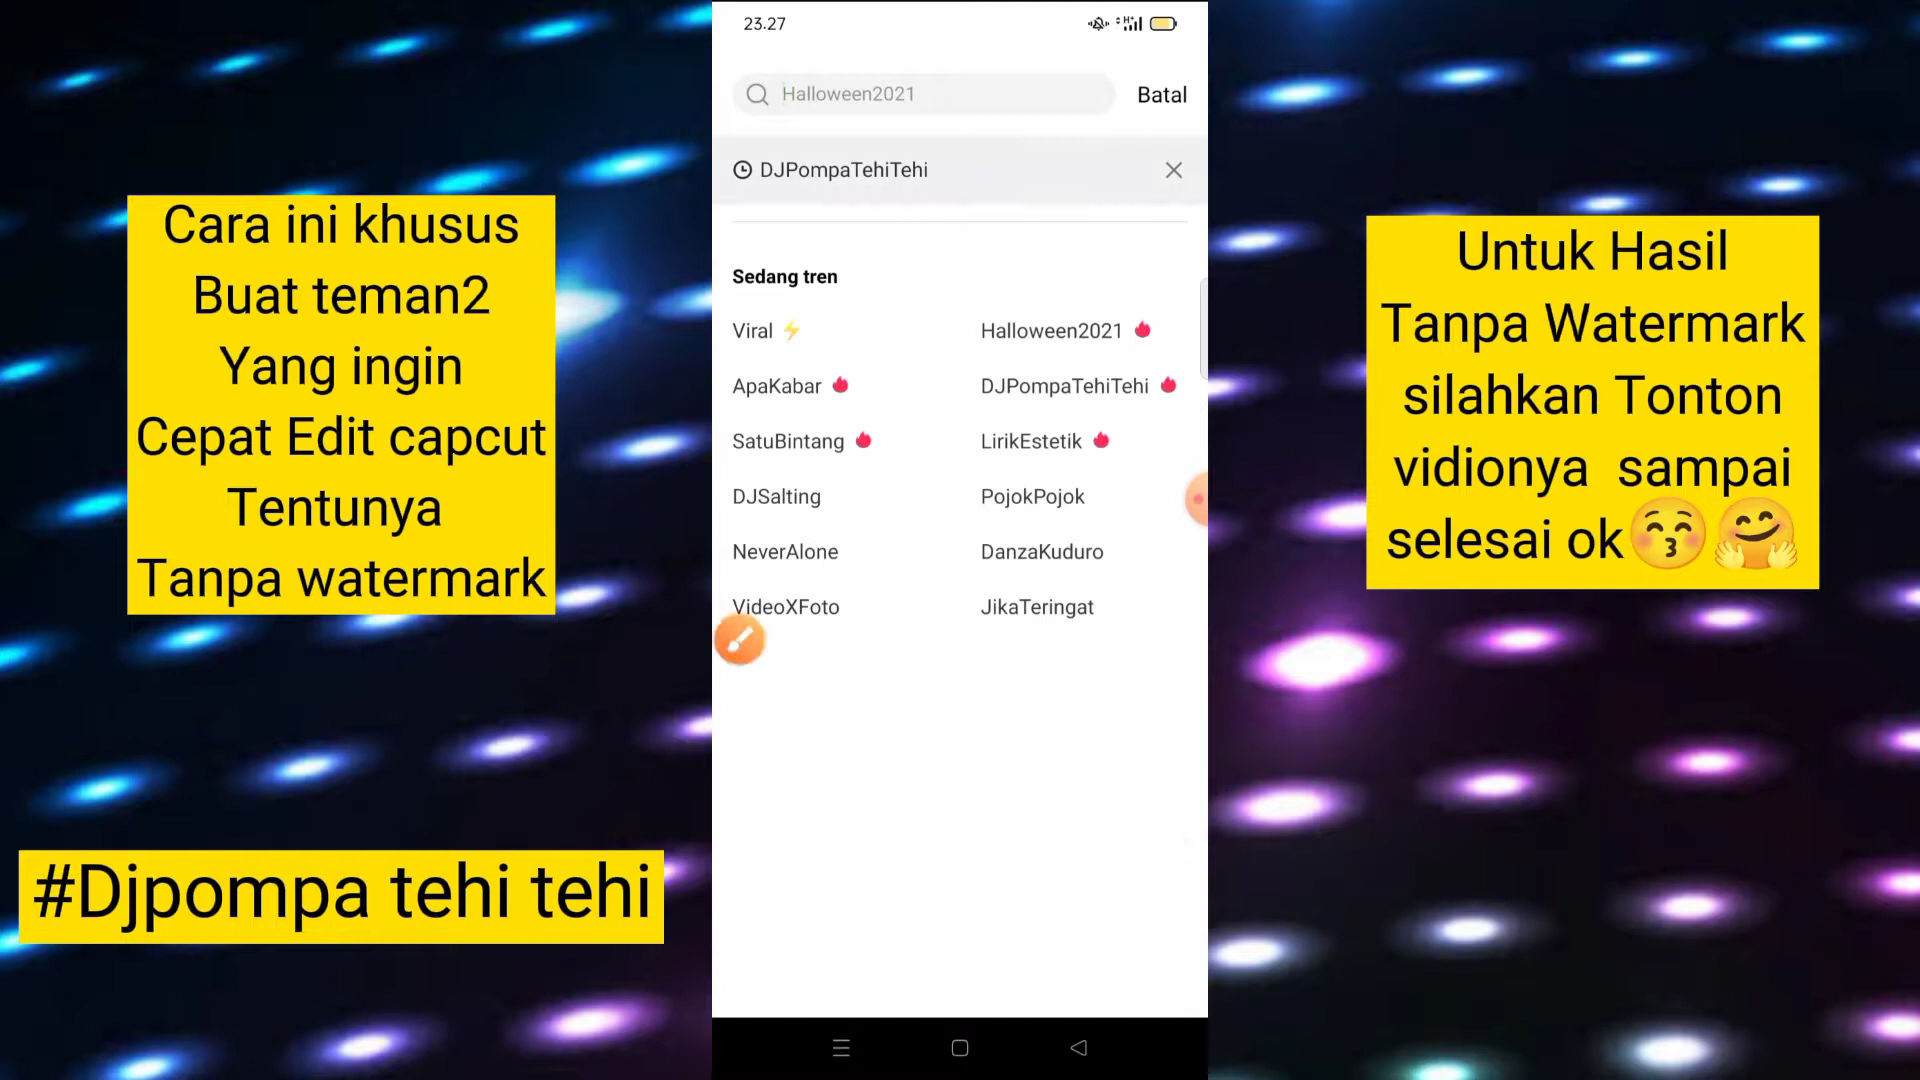 Cara ini khusus
Buat teman2
Yang ingin
Cepat Edit capcut
Tentunya
Tanpa watermark
#Djpompa tehi tehi
23.27
Halloween2021
Batal
DJPompaTehiTehi
Sedang tren
Viral ⚡
Halloween2021
ApaKabar
DJPompaTehiTehi
SatuBintang
LirikEstetik
DJSalting
PojokPojok
NeverAlone
DanzaKuduro
VideoXFoto
JikaTeringat
Untuk Hasil
Tanpa Watermark
silahkan Tonton
vidionya sampai
selesai ok😚🤗